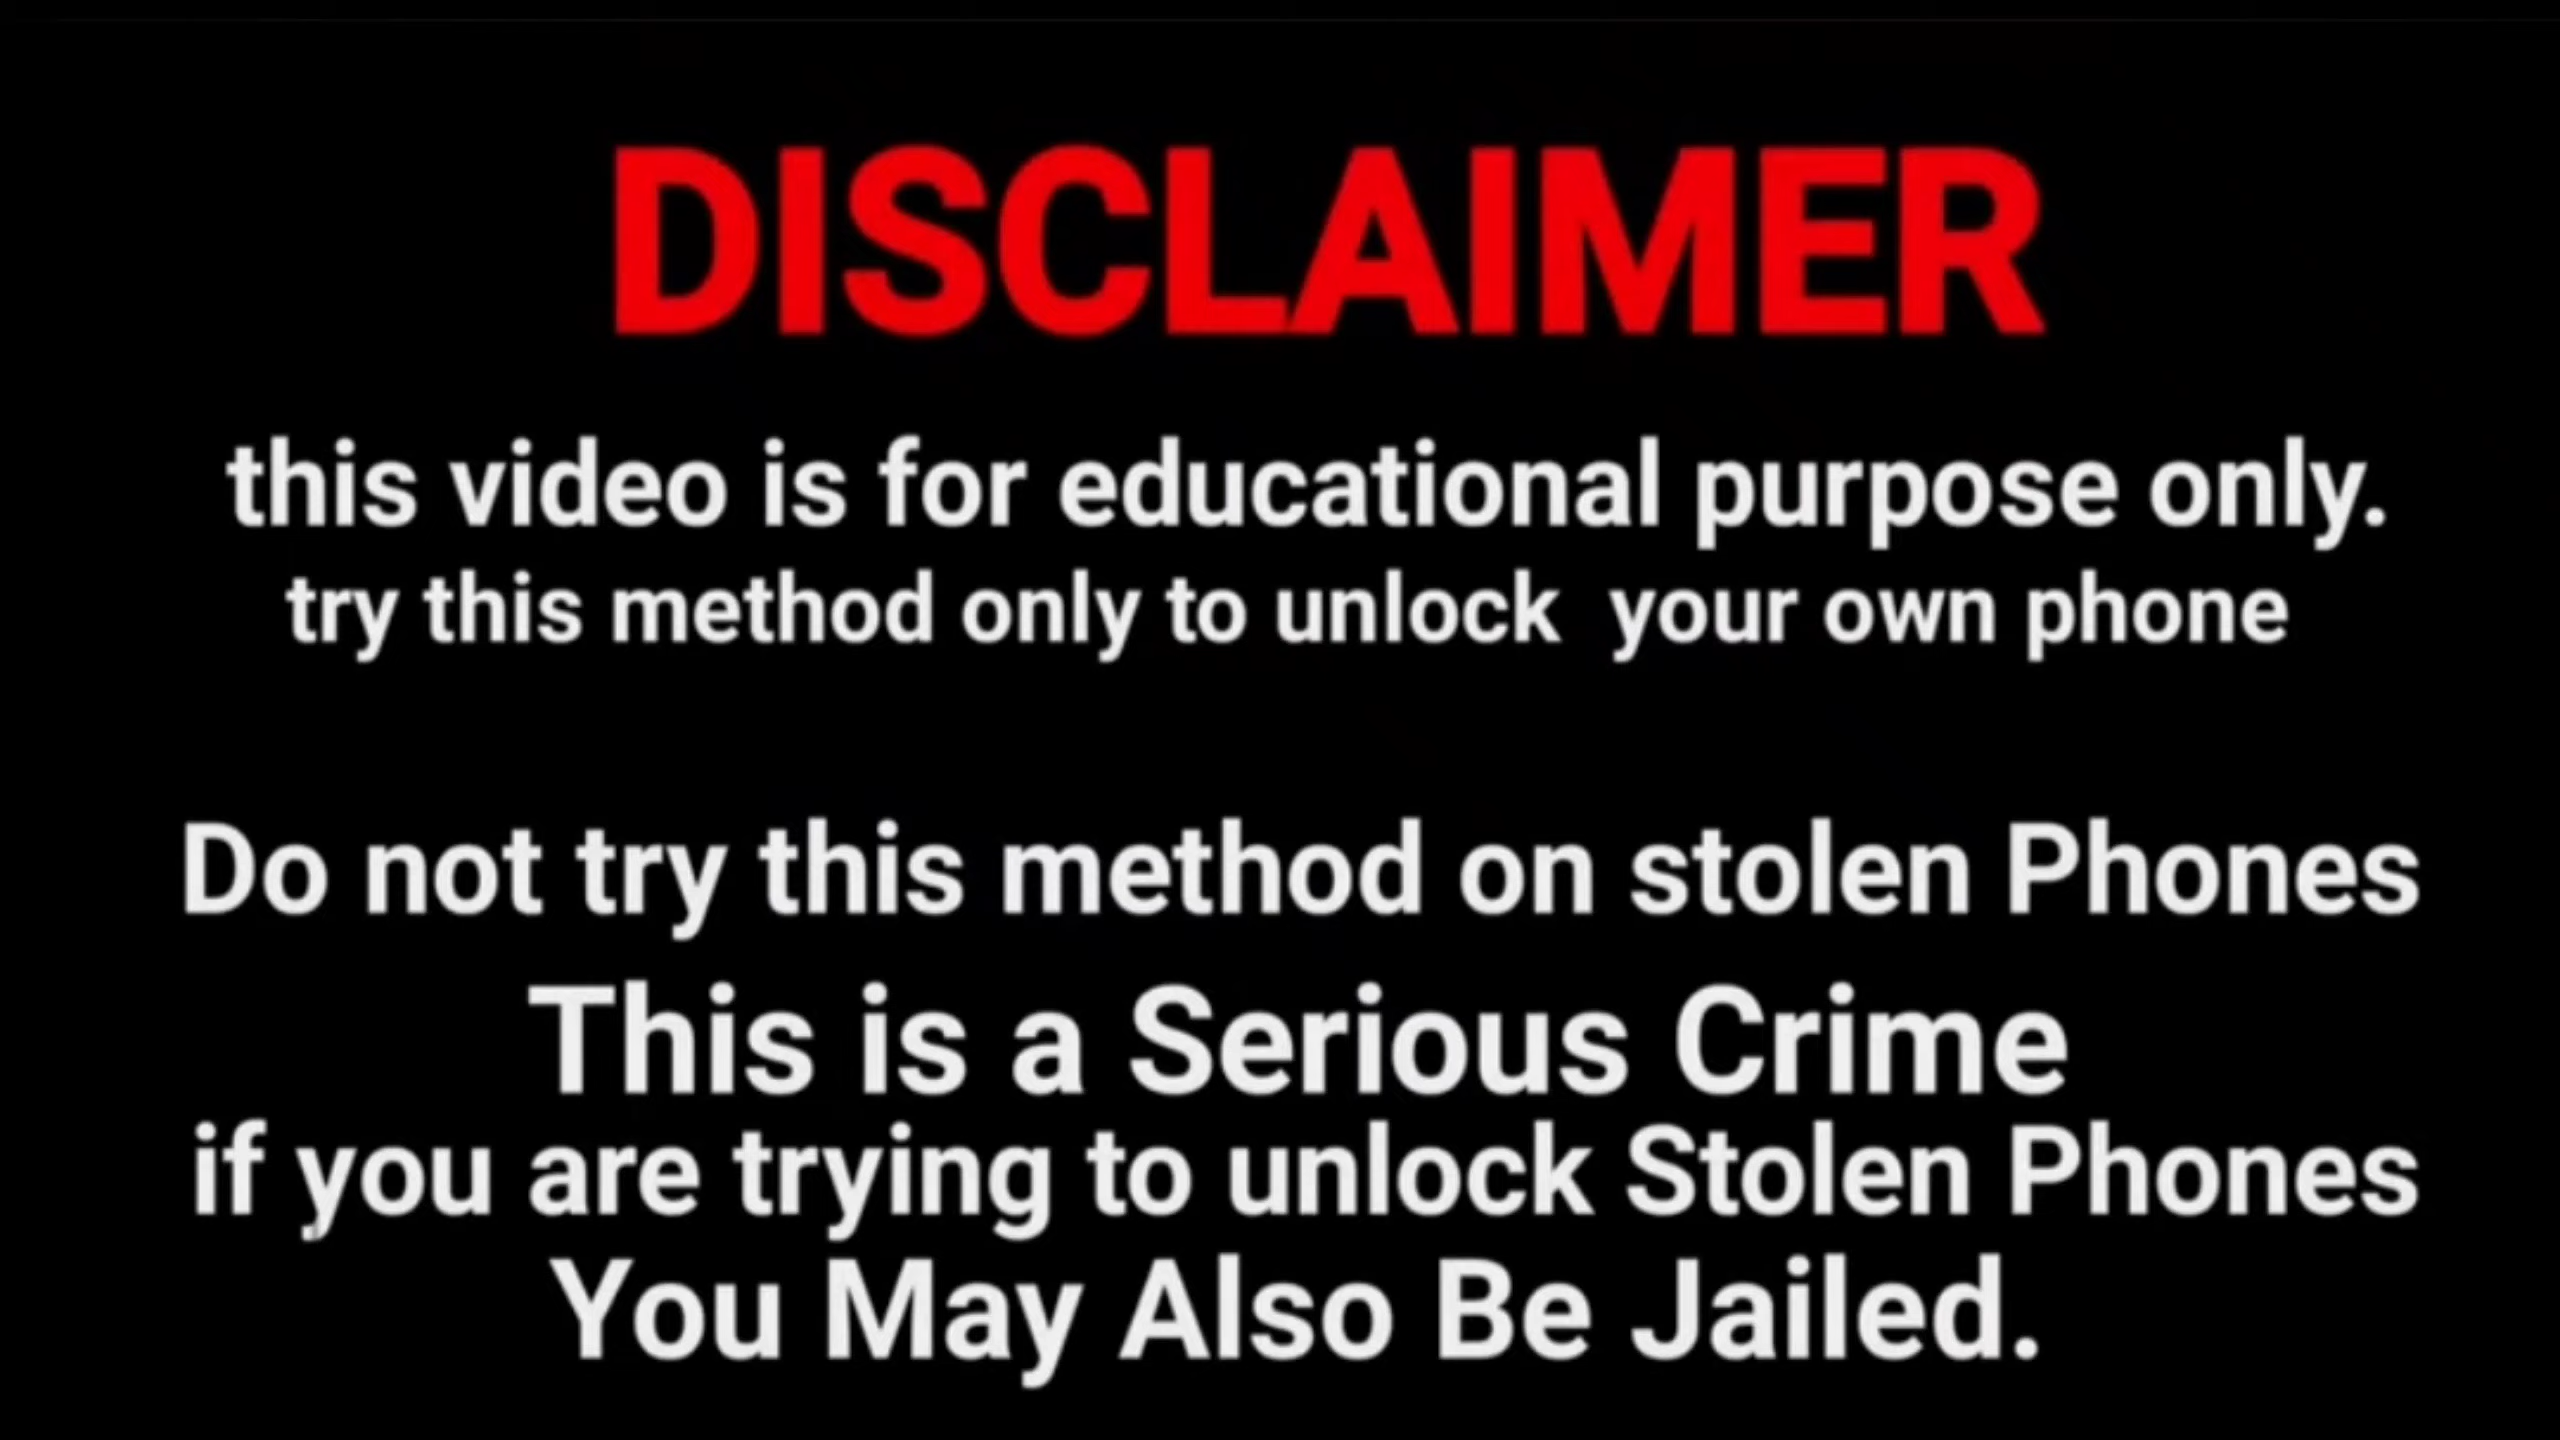 DISCLAIMER
this video is for educational purpose only.
try this method only to unlock  your own phone
Do not try this method on stolen Phones
This is a Serious Crime
if you are trying to unlock Stolen Phones
You May Also Be Jailed.